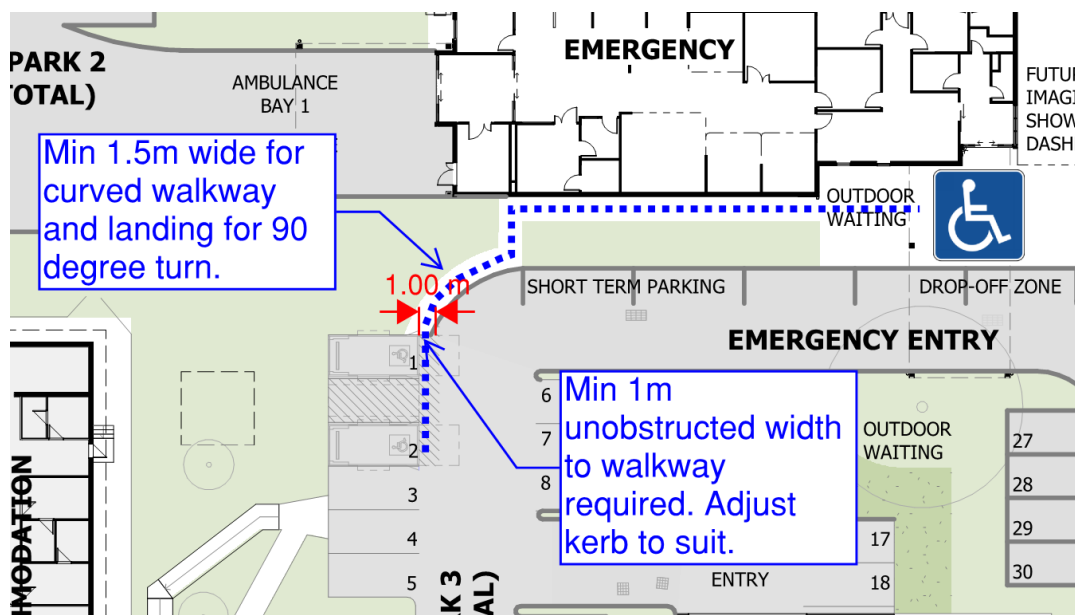 PARK 2
OTAL)
AMBULANCE
BAY 1
EMERGENCY
FUTU
IMAGI
SHOW
DASH
Min 1.5m wide for
curved walkway
and landing for 90
degree turn.
OUTDOOR
WAITING
1.00 m
SHORT TERM PARKING
DROP-OFF ZONE
EMERGENCY ENTRY
1
2
3
4
5
6
7
8
Min 1m
unobstructed width
to walkway
required. Adjust
kerb to suit.
OUTDOOR
WAITING
27
28
29
30
17
18
ENTRY
MMODATION
K 3
AL)